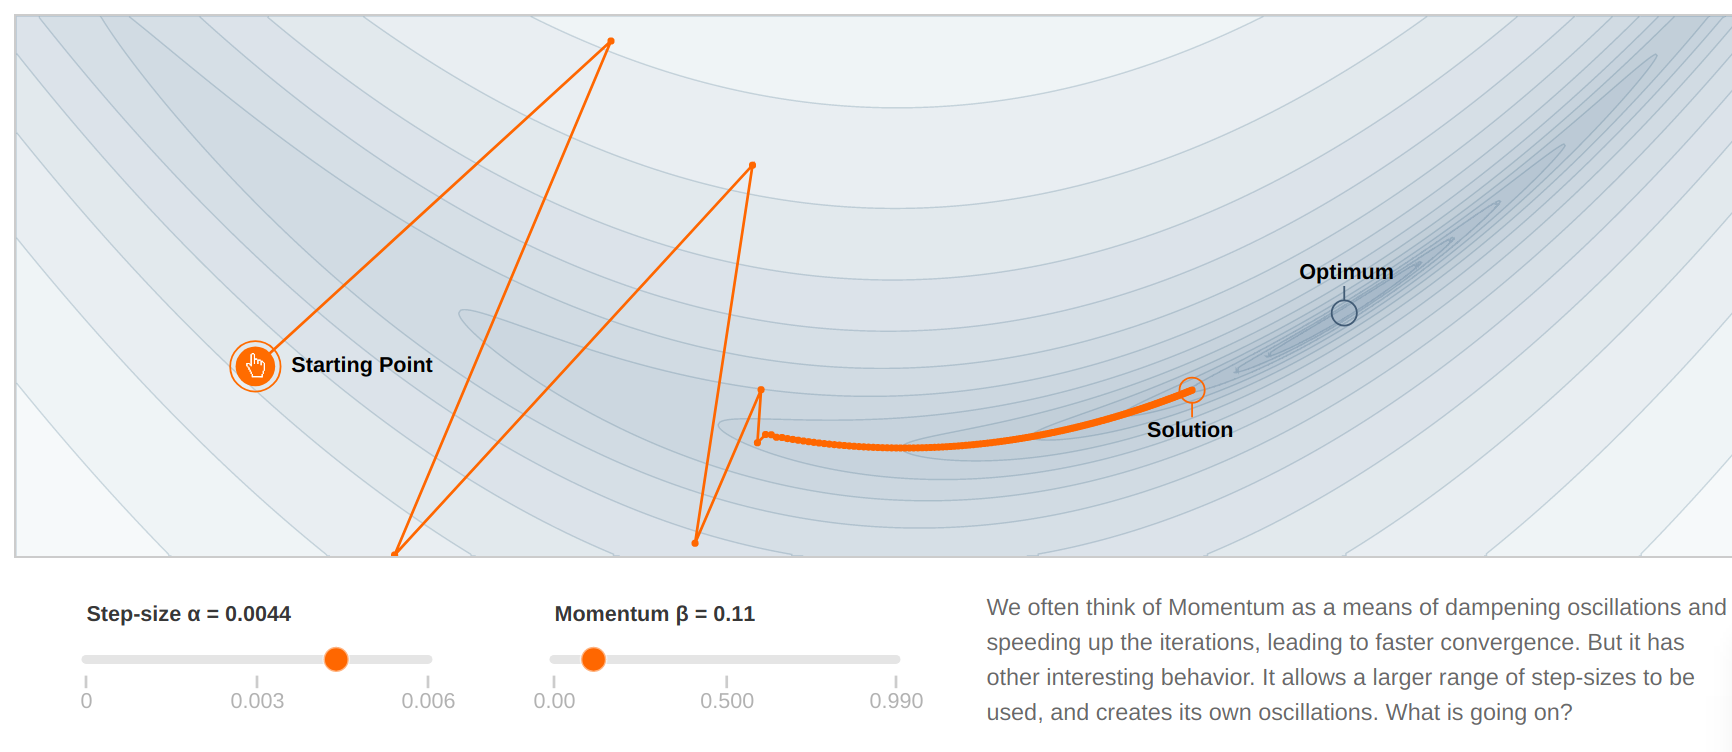 Optimum
Starting Point
Solution
Step-size α = 0.0044
Momentum β = 0.11
0
0.003
0.006
0.00
0.500
0.990
We often think of Momentum as a means of dampening oscillations and
speeding up the iterations, leading to faster convergence. But it has
other interesting behavior. It allows a larger range of step-sizes to be
used, and creates its own oscillations. What is going on?